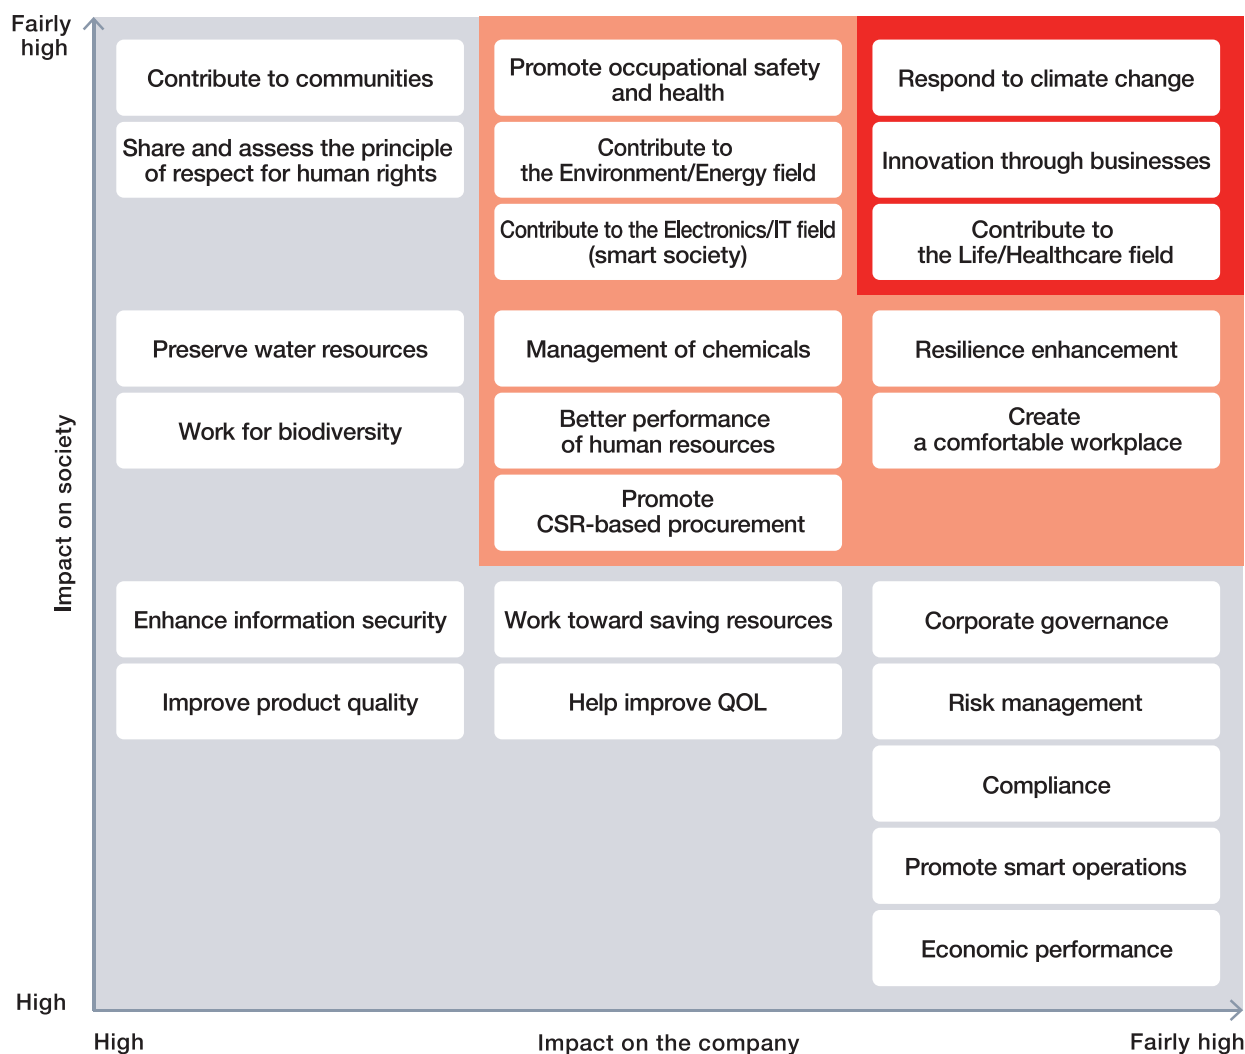 Fairly
high
Contribute to communities
Promote occupational safety
and health
Respond to climate change
Share and assess the principle
of respect for human rights
Contribute to
the Environment/Energy field
Innovation through businesses
Contribute to the Electronics/IT field
(smart society)
Contribute to
the Life/Healthcare field
Preserve water resources
Management of chemicals
Resilience enhancement
Work for biodiversity
Better performance
of human resources
Create
a comfortable workplace
Promote
CSR-based procurement
Impact on society
Enhance information security
Work toward saving resources
Corporate governance
Improve product quality
Help improve QOL
Risk management
Compliance
Promote smart operations
Economic performance
High
High
Impact on the company
Fairly high